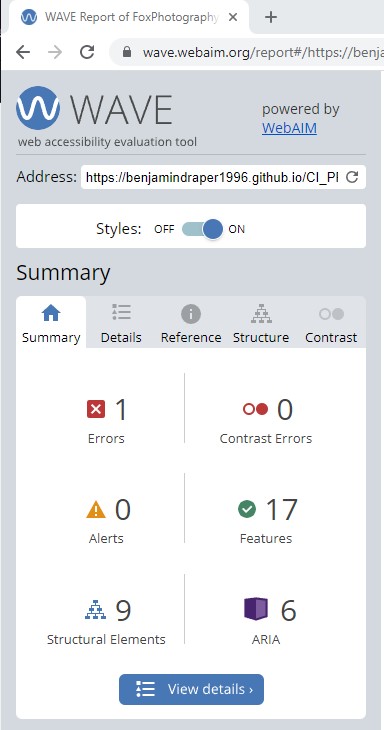 WAVE Report of FoxPhotography
wave.webaim.org/report#/https://benja
WAVE
powered by
WebAIM
web accessibility evaluation tool
Address: https://benjamindraper1996.github.io/CI_P
Styles: OFF ON
Summary
Summary Details Reference Structure Contrast
1 0
Errors Contrast Errors
0 17
Alerts Features
9 6
Structural Elements ARIA
View details ›